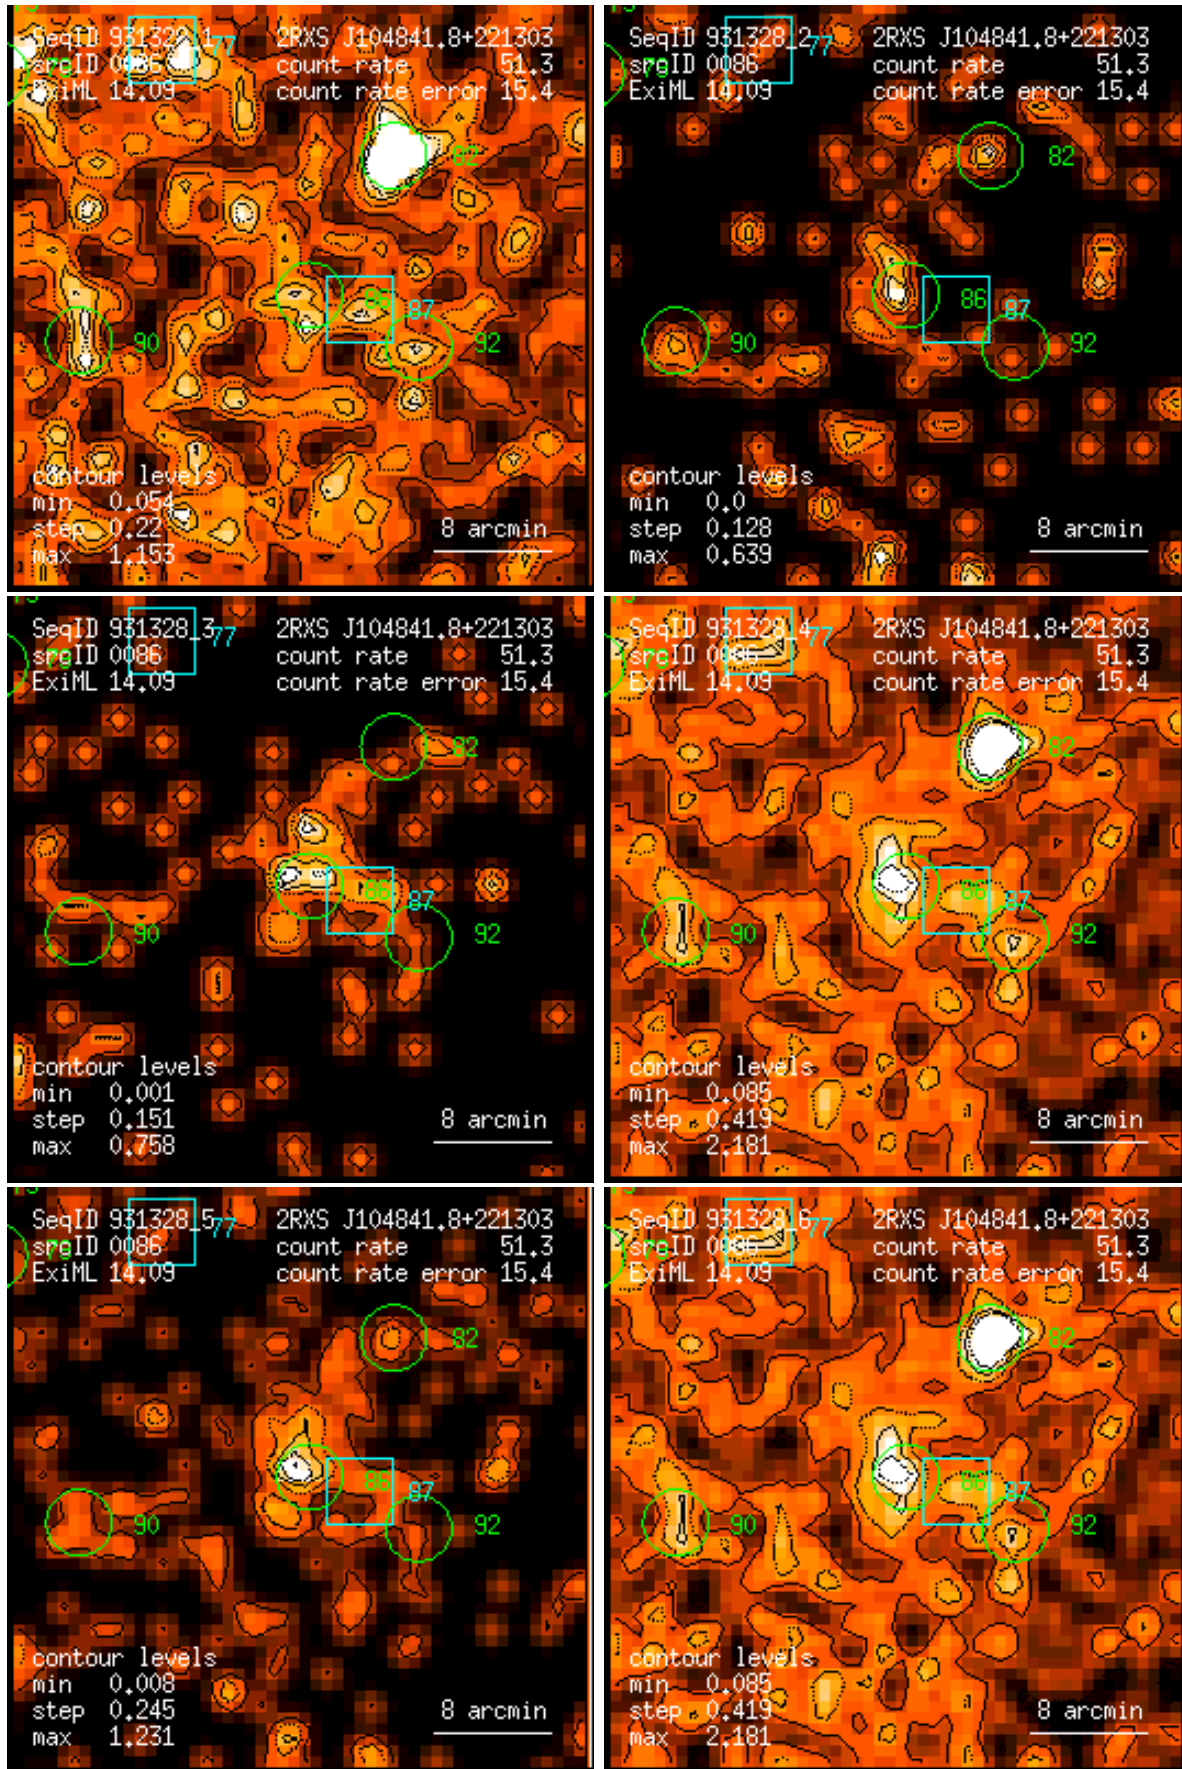 SeqID 931328_1 77 2RXS J104841.8+221303
srcID 0086 count rate 51.3
ExiML 14.09 count rate error 15.4
82
86
87
90
92
contour levels
min 0.054
step 0.22
max 1.153
8 arcmin
SeqID 931328_2 77 2RXS J104841.8+221303
srcID 0086 count rate 51.3
ExiML 14.09 count rate error 15.4
82
86
87
90
92
contour levels
min 0.0
step 0.128
max 0.639
8 arcmin
SeqID 931328_3 77 2RXS J104841.8+221303
srcID 0086 count rate 51.3
ExiML 14.09 count rate error 15.4
82
86
87
90
92
contour levels
min 0.001
step 0.151
max 0.758
8 arcmin
SeqID 931328_4 77 2RXS J104841.8+221303
srcID 0086 count rate 51.3
ExiML 14.09 count rate error 15.4
82
86
87
90
92
contour levels
min 0.085
step 0.419
max 2.181
8 arcmin
SeqID 931328_5 77 2RXS J104841.8+221303
srcID 0086 count rate 51.3
ExiML 14.09 count rate error 15.4
82
86
87
90
92
contour levels
min 0.008
step 0.245
max 1.231
8 arcmin
SeqID 931328_6 77 2RXS J104841.8+221303
srcID 0086 count rate 51.3
ExiML 14.09 count rate error 15.4
82
86
87
90
92
contour levels
min 0.085
step 0.419
max 2.181
8 arcmin